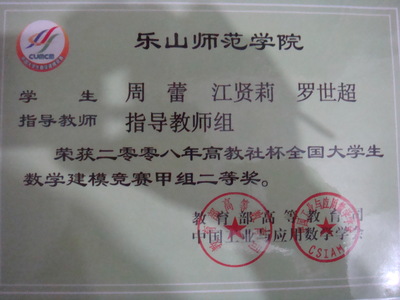 CUMCM
乐山师范学院
学 生 周 蕾 江贤莉 罗世超
指导教师 指导教师组
荣获二零零八年高教社杯全国大学生
数学建模竞赛甲组二等奖。
教育部高等教育司
中国工业与应用数学学会
CSIAM